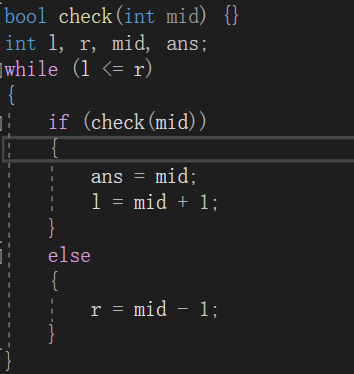 bool check(int mid) {}
int l, r, mid, ans;
while (l <= r)
{
if (check(mid))
{
ans = mid;
l = mid + 1;
}
else
{
r = mid - 1;
}
}